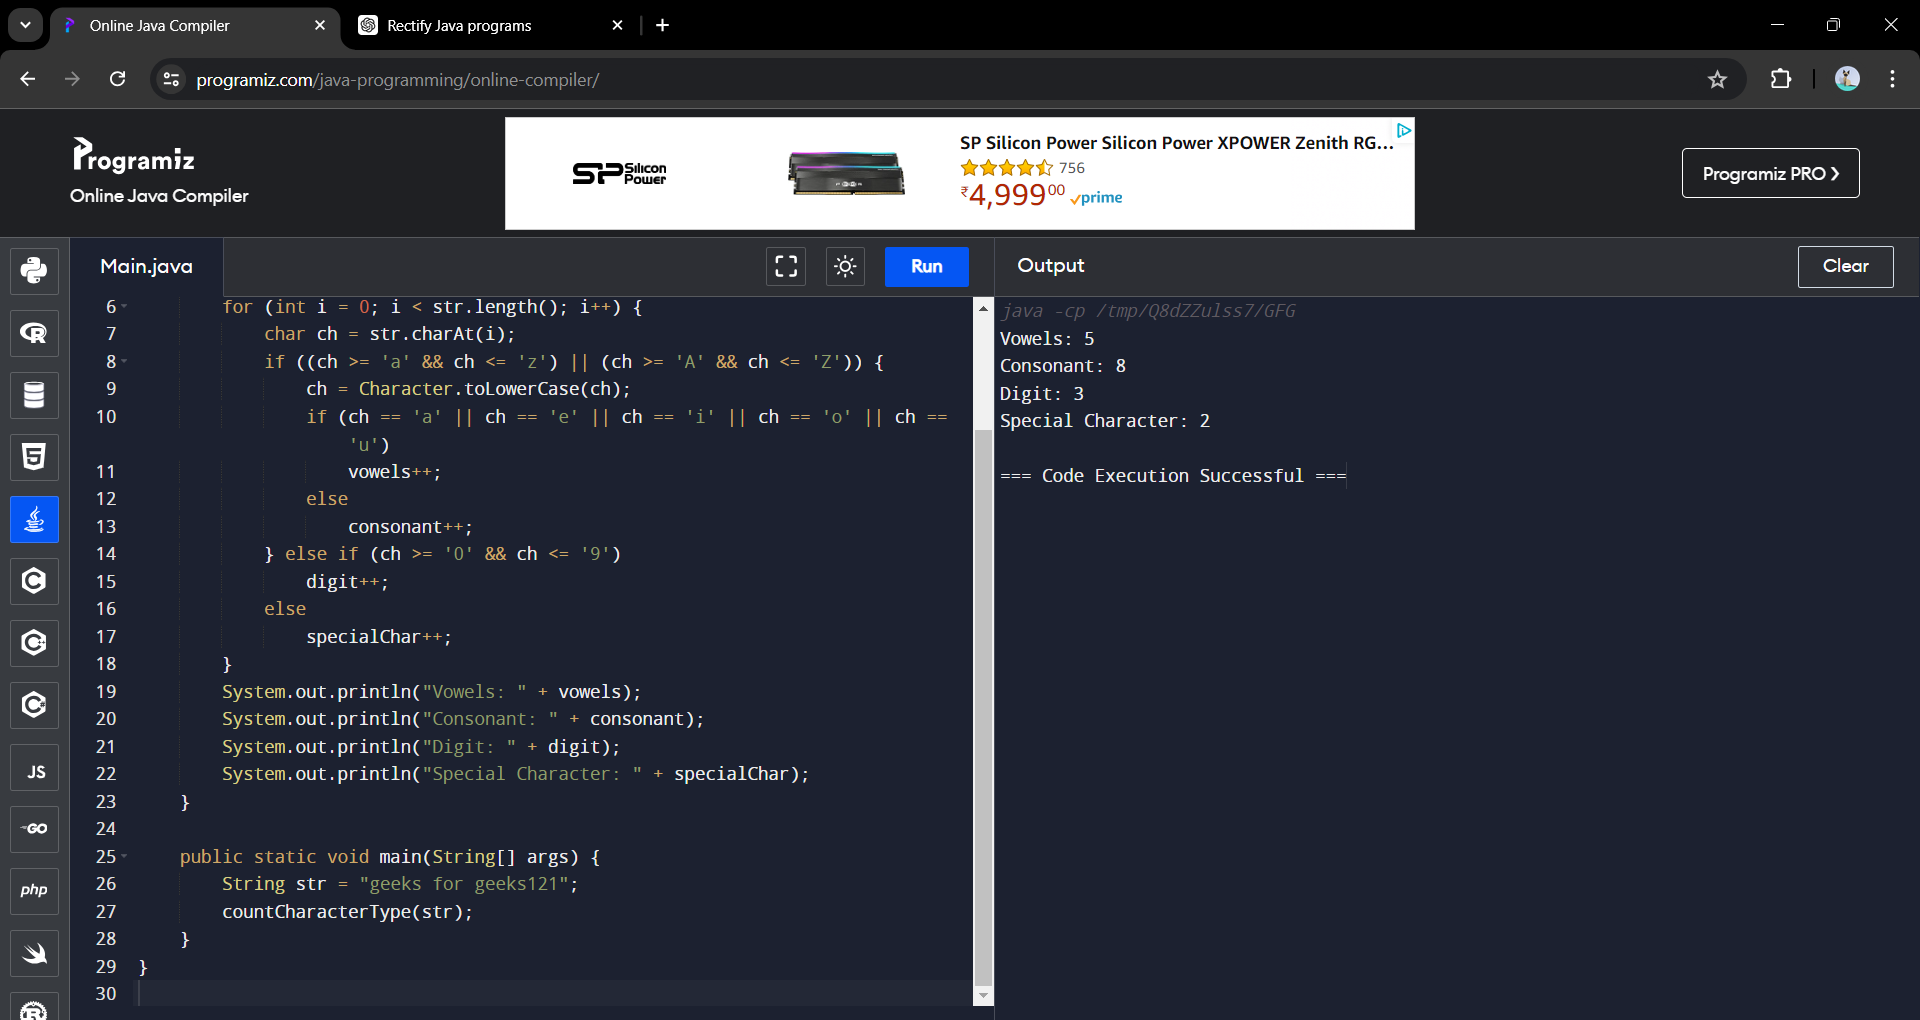 Online Java Compiler
Rectify Java programs
programiz.com/java-programming/online-compiler/
Programiz
Online Java Compiler
SP Silicon Power
SP Silicon Power Silicon Power XPOWER Zenith RG...
756
₹4,99900 prime
Programiz PRO ❯
Main.java
Run
Output
Clear
6 for (int i = 0; i < str.length(); i++) {
7 char ch = str.charAt(i);
8 if ((ch >= 'a' && ch <= 'z') || (ch >= 'A' && ch <= 'Z')) {
9 ch = Character.toLowerCase(ch);
10 if (ch == 'a' || ch == 'e' || ch == 'i' || ch == 'o' || ch ==
'u')
11 vowels++;
12 else
13 consonant++;
14 } else if (ch >= '0' && ch <= '9')
15 digit++;
16 else
17 specialChar++;
18 }
19 System.out.println("Vowels: " + vowels);
20 System.out.println("Consonant: " + consonant);
21 System.out.println("Digit: " + digit);
22 System.out.println("Special Character: " + specialChar);
23 }
24
25 public static void main(String[] args) {
26 String str = "geeks for geeks121";
27 countCharacterType(str);
28 }
29 }
30
java -cp /tmp/Q8dZZulss7/GFG
Vowels: 5
Consonant: 8
Digit: 3
Special Character: 2
=== Code Execution Successful ===
JS
GO
php